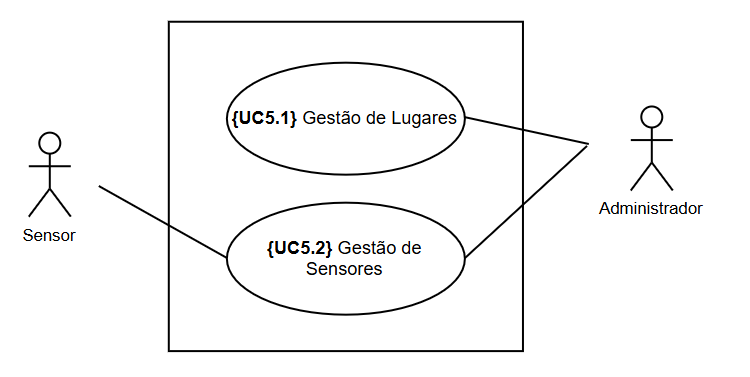 {UC5.1} Gestão de Lugares
Sensor
Administrador
{UC5.2} Gestão de
Sensores